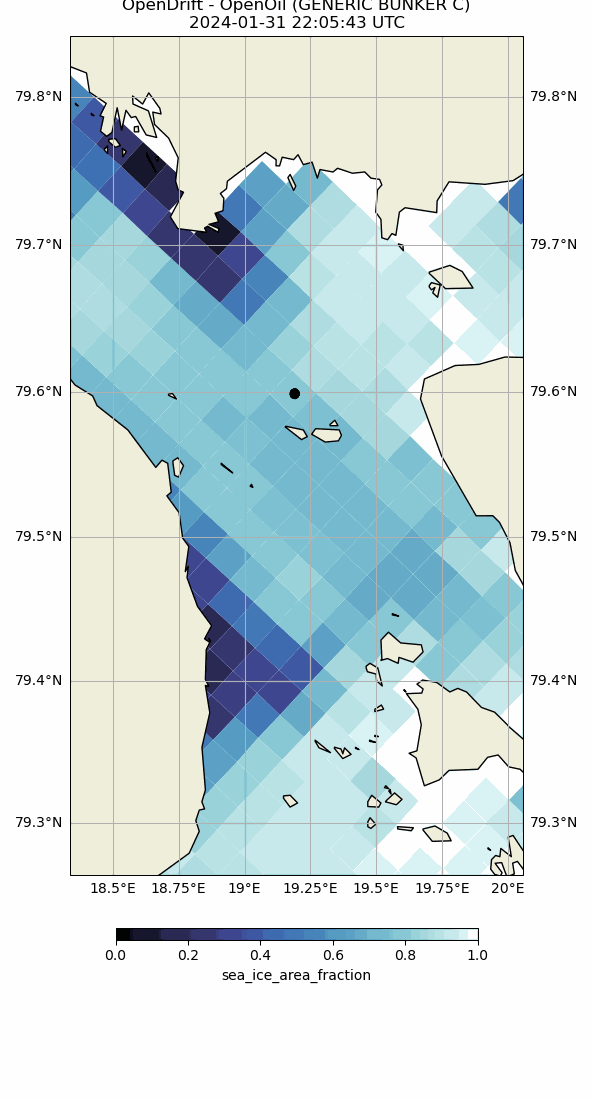 OpenDrift - OpenOil (GENERIC BUNKER C)
2024-01-31 22:05:43 UTC
79.8°N 79.8°N
79.7°N 79.7°N
79.6°N 79.6°N
79.5°N 79.5°N
79.4°N 79.4°N
79.3°N 79.3°N
18.5°E 18.75°E 19°E 19.25°E 19.5°E 19.75°E 20°E
0.0 0.2 0.4 0.6 0.8 1.0
sea_ice_area_fraction